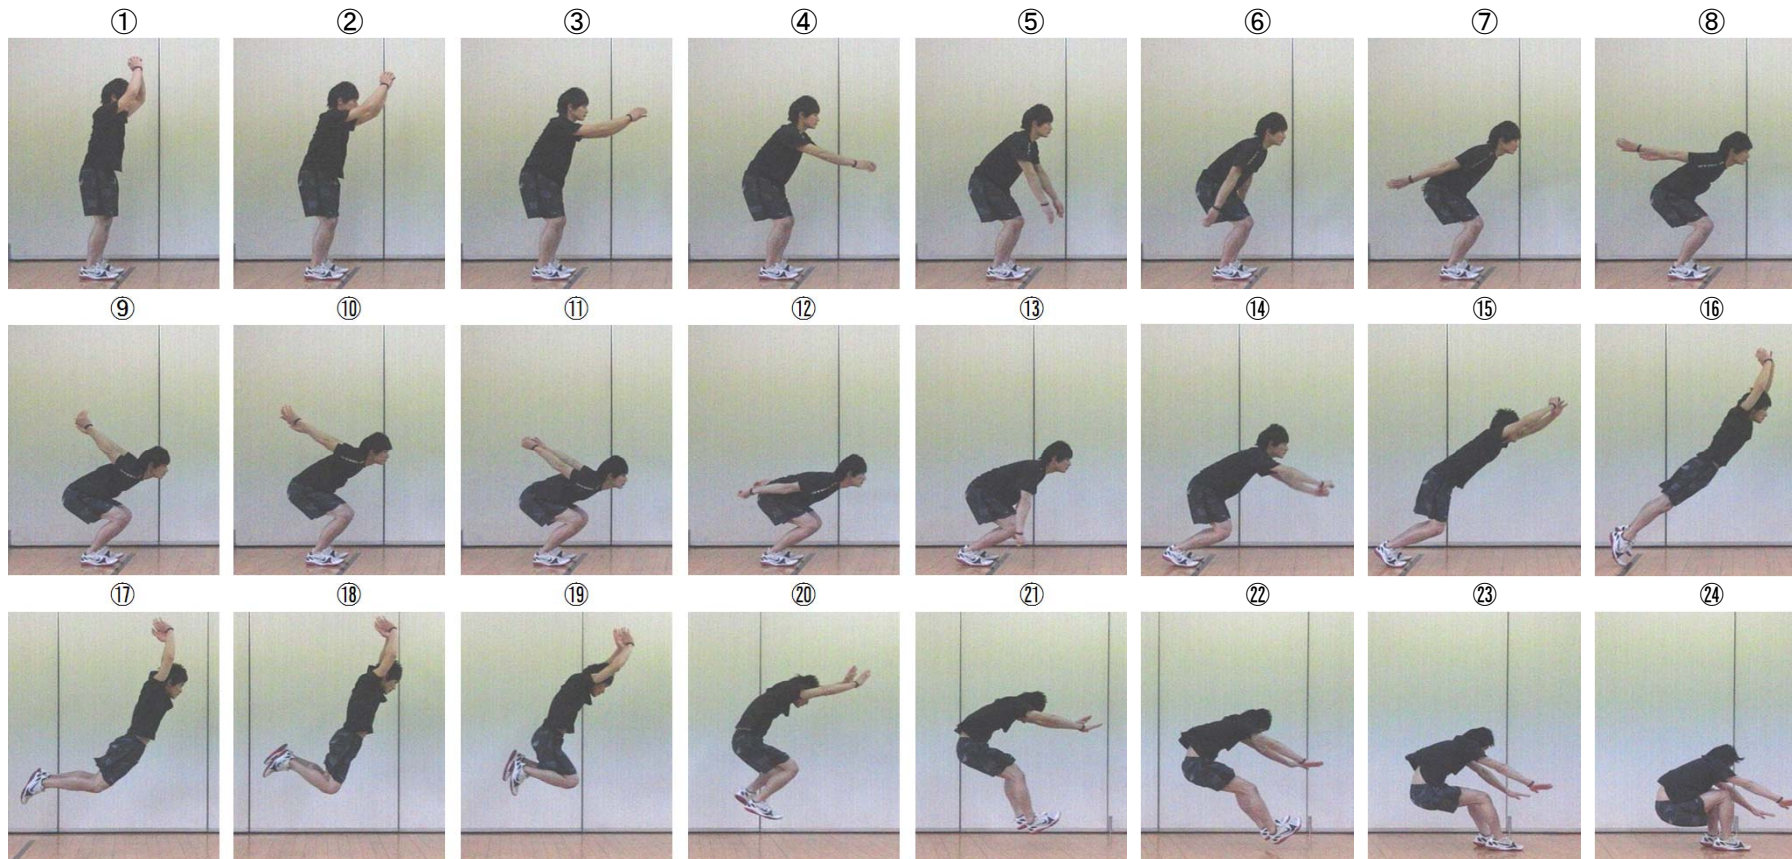 ① ② ③ ④ ⑤ ⑥ ⑦ ⑧
⑨ ⑩ ⑪ ⑫ ⑬ ⑭ ⑮ ⑯
⑰ ⑱ ⑲ ⑳ ㉑ ㉒ ㉓ ㉔